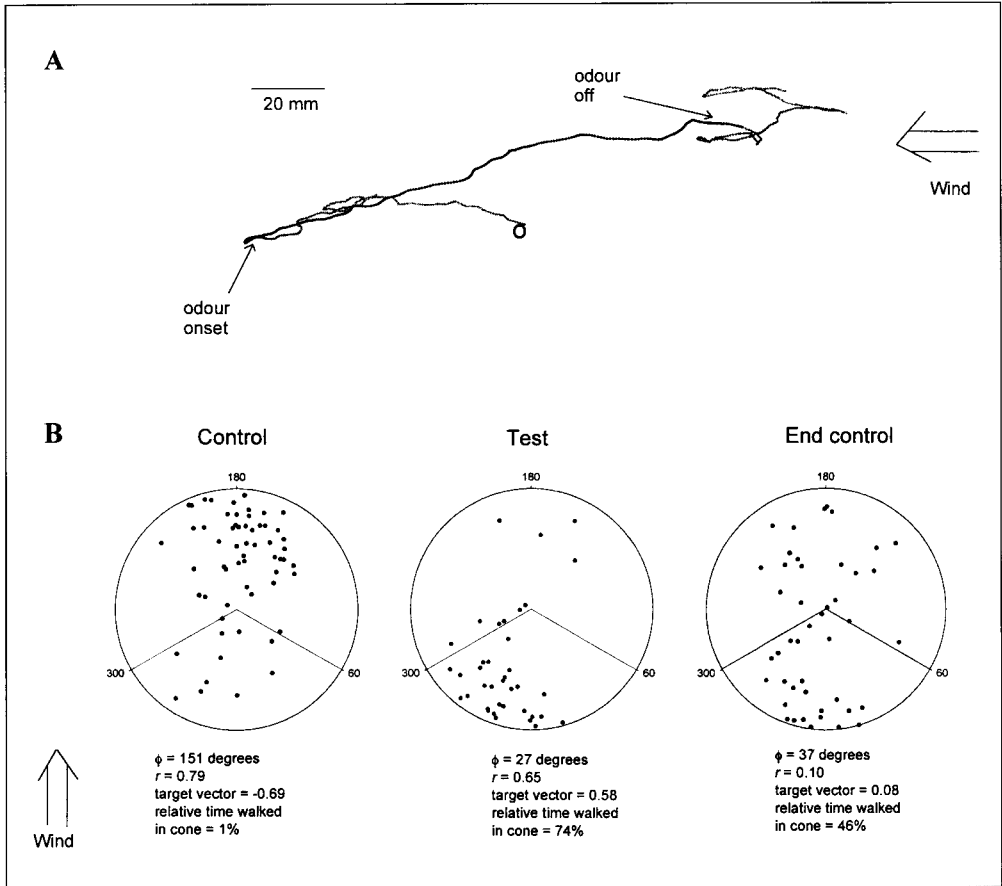 A
20 mm
odour
off
Wind
odour
onset
B
Control
Test
End control
180
180
180
300
60
300
60
300
60
ϕ = 151 degrees
r = 0.79
target vector = -0.69
relative time walked
in cone = 1%
ϕ = 27 degrees
r = 0.65
target vector = 0.58
relative time walked
in cone = 74%
ϕ = 37 degrees
r = 0.10
target vector = 0.08
relative time walked
in cone = 46%
Wind